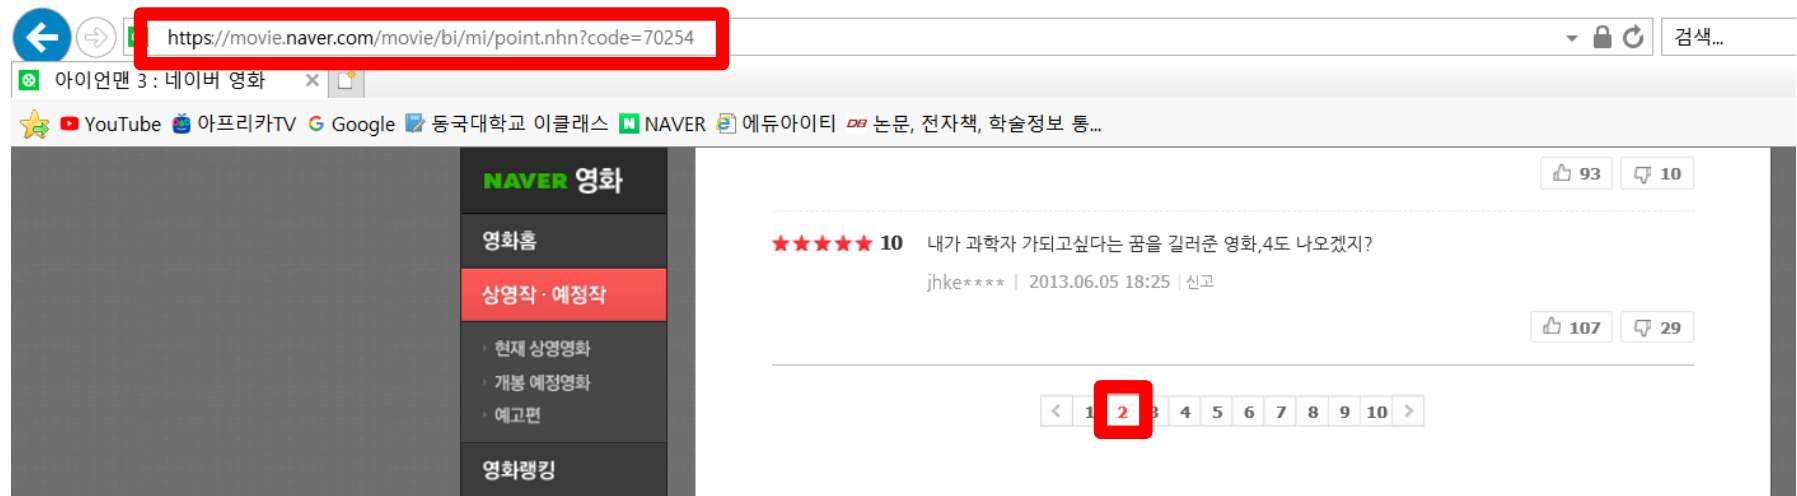 https://movie.naver.com/movie/bi/mi/point.nhn?code=70254
검색...
아이언맨 3 : 네이버 영화
YouTube 아프리카TV G Google 동국대학교 이클래스 N NAVER 에듀아이티 DB 논문, 전자책, 학술정보 통...
NAVER 영화
영화홈
상영작 · 예정작
현재 상영영화
개봉 예정영화
예고편
영화랭킹
93 10
10 내가 과학자 가되고싶다는 꿈을 길러준 영화,4도 나오겠지?
jhke**** | 2013.06.05 18:25 | 신고
107 29
< 1 2 3 4 5 6 7 8 9 10 >